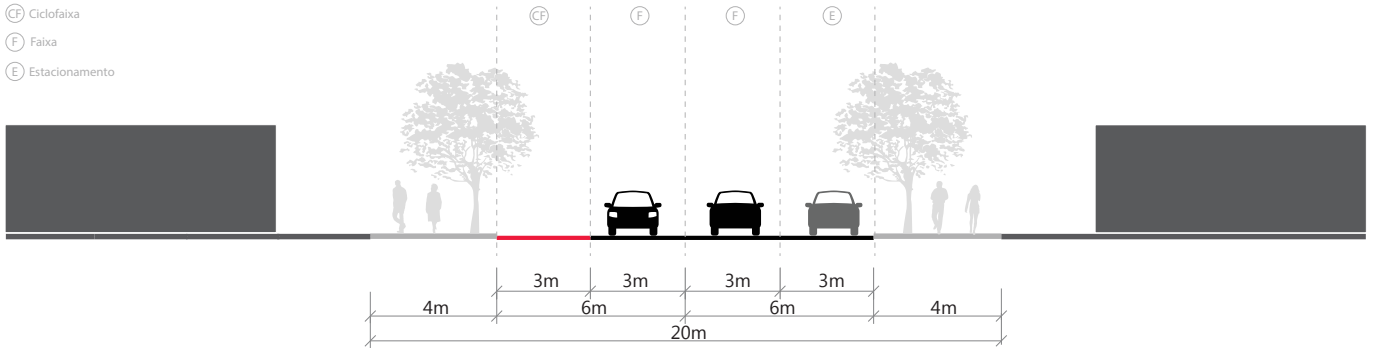 CF Ciclofaixa
F Faixa
E Estacionamento
CF F F E
3m 3m 3m 3m
4m 6m 6m 4m
20m